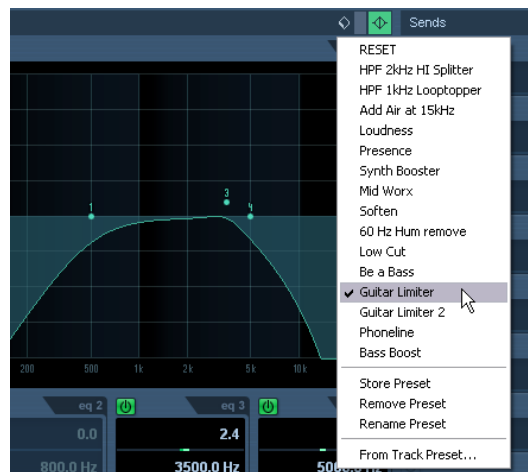 Sends
RESET
HPF 2kHz HI Splitter
HPF 1kHz Looptopper
Add Air at 15kHz
Loudness
Presence
Synth Booster
Mid Worx
Soften
60 Hz Hum remove
Low Cut
Be a Bass
Guitar Limiter
Guitar Limiter 2
Phoneline
Bass Boost
Store Preset
Remove Preset
Rename Preset
From Track Preset...
1
3
4
200 500 1k 2k 5k 10k
eq 2 eq 3
0.0 2.4
800.0 Hz 3500.0 Hz